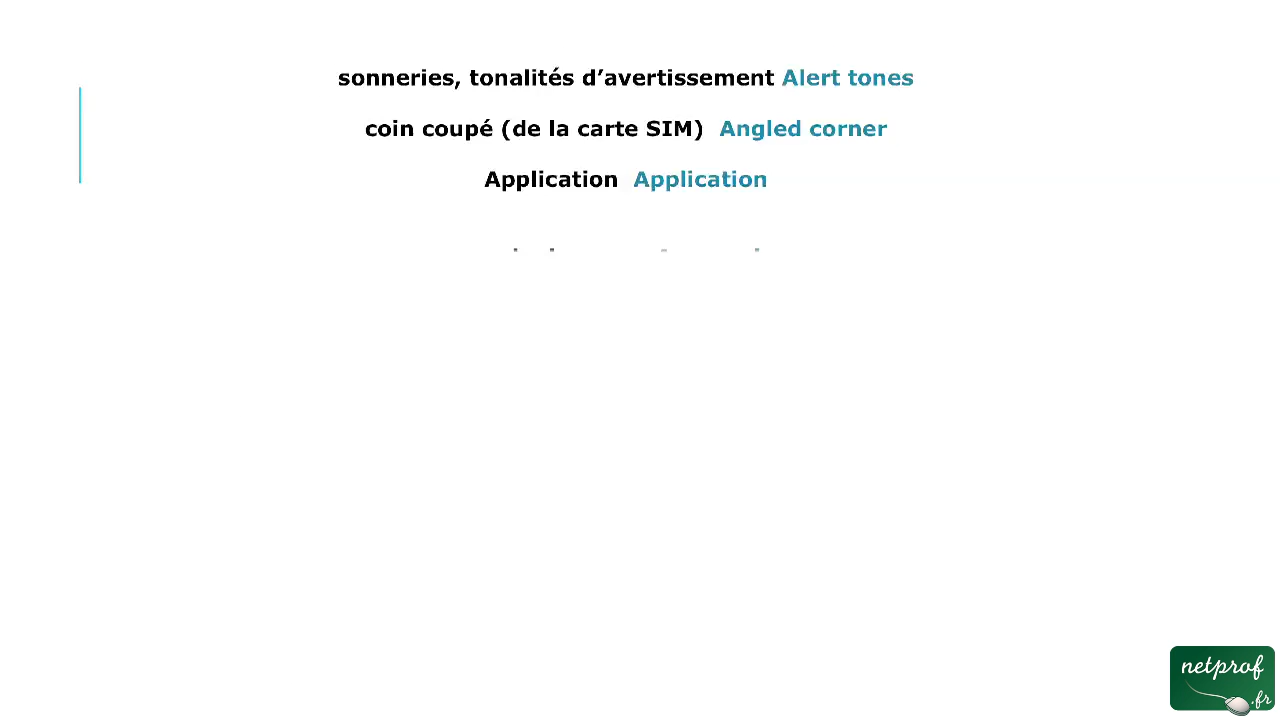 sonneries, tonalités d’avertissement Alert tones
coin coupé (de la carte SIM) Angled corner
Application Application
netprof
.fr